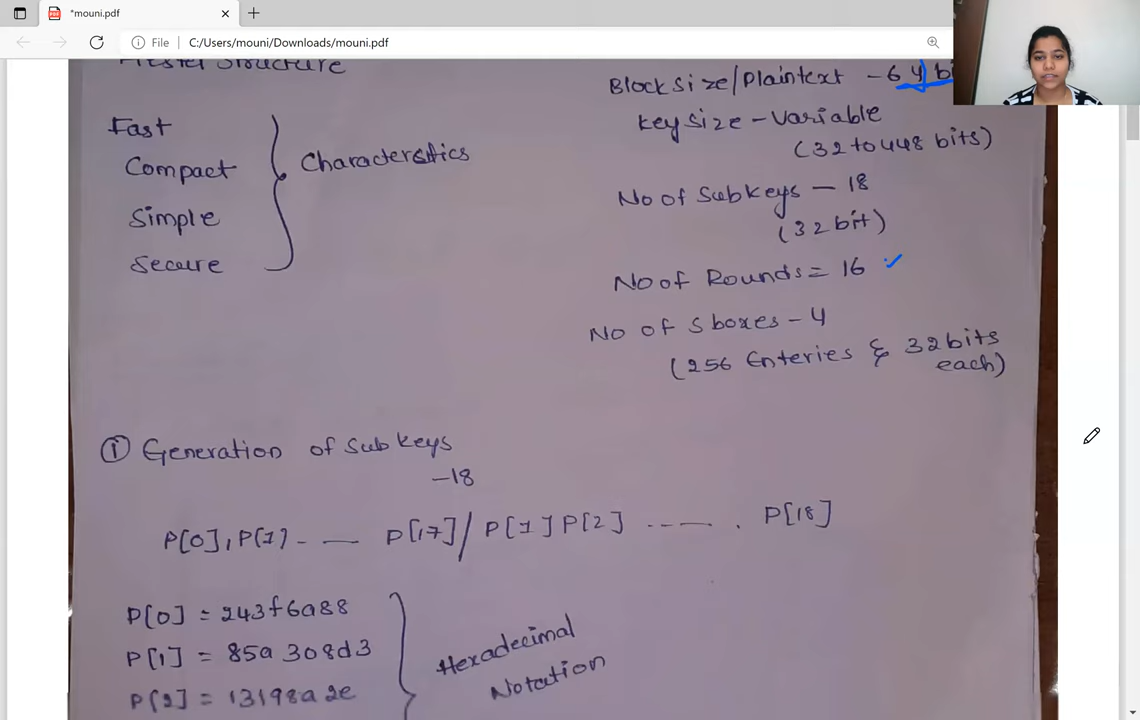 *mouni.pdf
File C:/Users/mouni/Downloads/mouni.pdf
Structure
Fast
Compact
Simple
Secure
Characterstics
Block size/Plaintext - 64 b
Key size - Variable
(32 to 448 bits)
No of Subkeys - 18
(32 bit)
No of Rounds = 16
No of S boxes - 4
(256 Enteries & 32 bits
each)
① Generation of Sub keys
-18
P[0], P[1] - — P[17] / P[1] P[2] ---- . P[18]
P[0] = 243f6a88
P[1] = 85a308d3
P[2] = 13198a2e
Hexadecimal
Notation